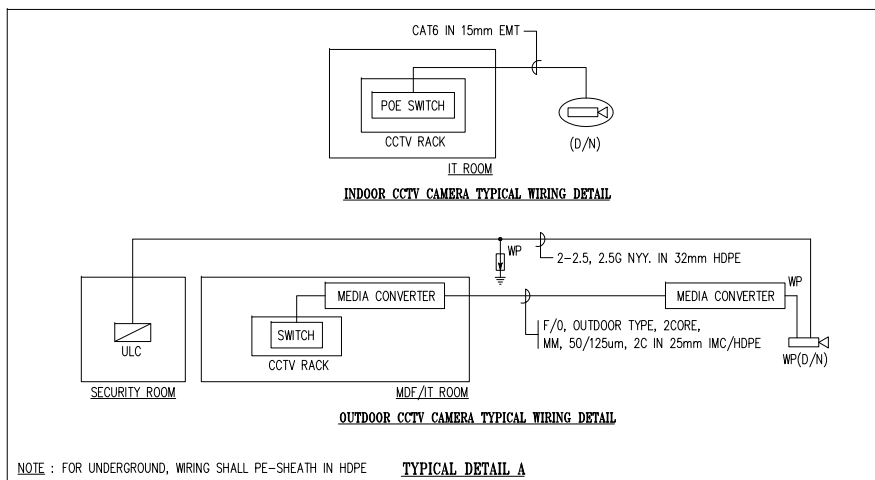 CAT6 IN 15mm EMT
POE SWITCH
CCTV RACK
(D/N)
IT ROOM
INDOOR CCTV CAMERA TYPICAL WIRING DETAIL
WP
2-2.5, 2.5G NYY. IN 32mm HDPE
WP
MEDIA CONVERTER
MEDIA CONVERTER
F/O, OUTDOOR TYPE, 2CORE,
MM, 50/125um, 2C IN 25mm IMC/HDPE
SWITCH
ULC
CCTV RACK
WP(D/N)
SECURITY ROOM
MDF/IT ROOM
OUTDOOR CCTV CAMERA TYPICAL WIRING DETAIL
NOTE : FOR UNDERGROUND, WIRING SHALL PE-SHEATH IN HDPE
TYPICAL DETAIL A